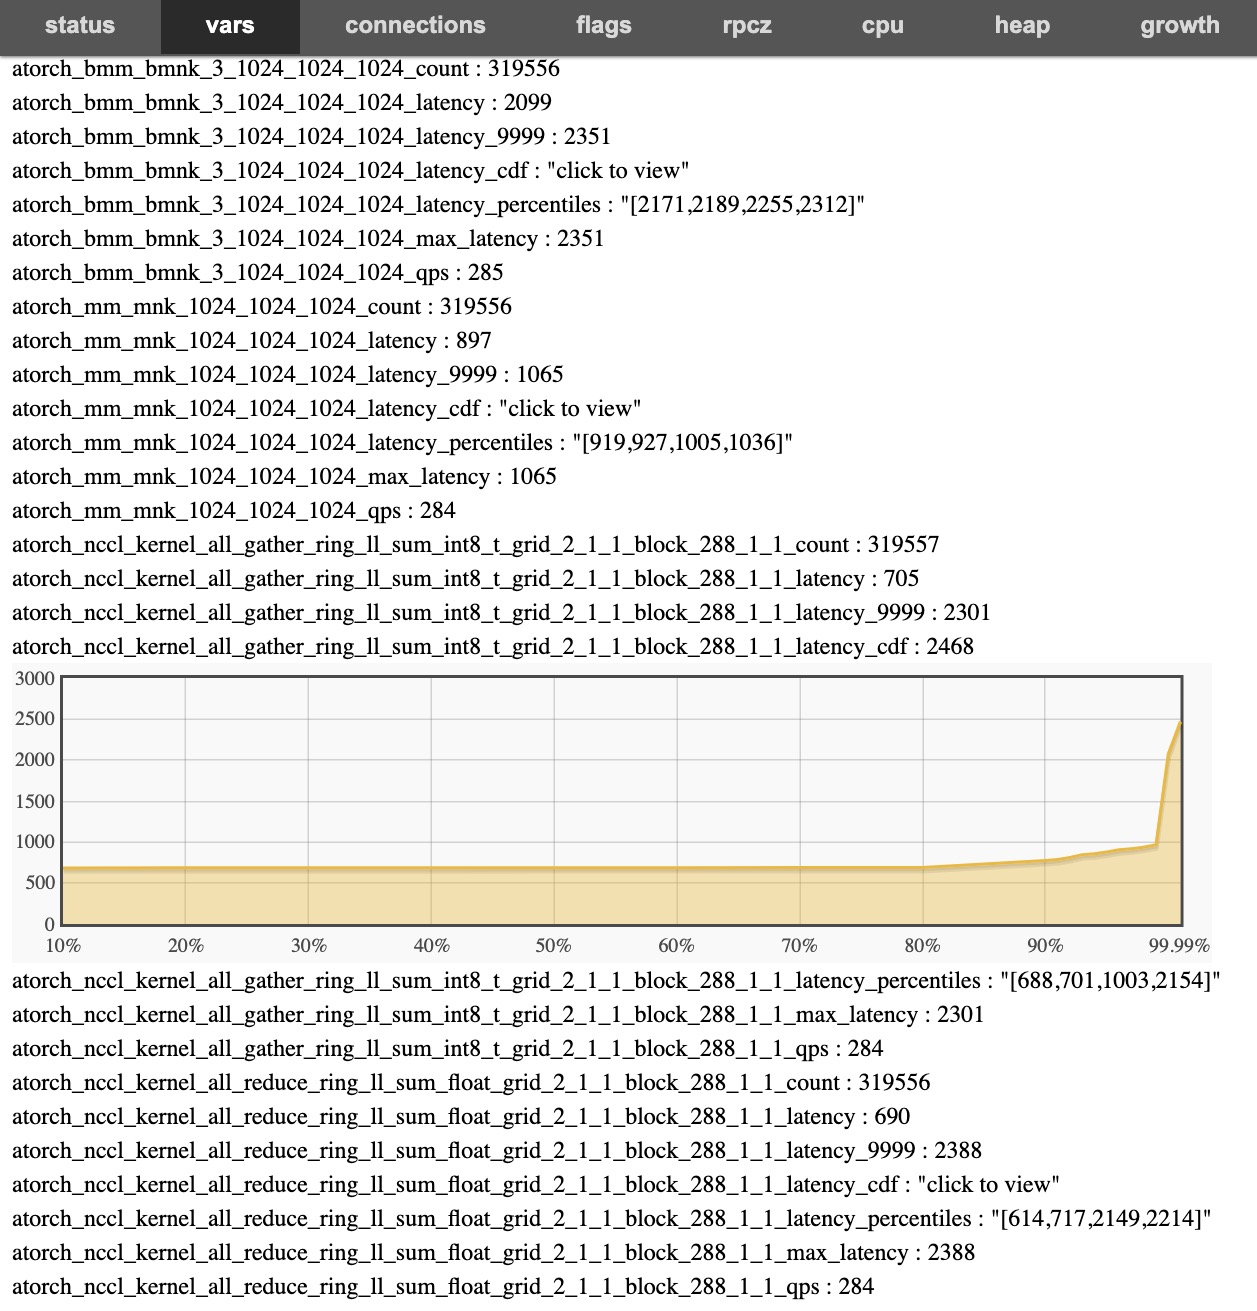 status vars connections flags rpcz cpu heap growth
atorch_bmm_bmnk_3_1024_1024_1024_count : 319556
atorch_bmm_bmnk_3_1024_1024_1024_latency : 2099
atorch_bmm_bmnk_3_1024_1024_1024_latency_9999 : 2351
atorch_bmm_bmnk_3_1024_1024_1024_latency_cdf : "click to view"
atorch_bmm_bmnk_3_1024_1024_1024_latency_percentiles : "[2171,2189,2255,2312]"
atorch_bmm_bmnk_3_1024_1024_1024_max_latency : 2351
atorch_bmm_bmnk_3_1024_1024_1024_qps : 285
atorch_mm_mnk_1024_1024_1024_count : 319556
atorch_mm_mnk_1024_1024_1024_latency : 897
atorch_mm_mnk_1024_1024_1024_latency_9999 : 1065
atorch_mm_mnk_1024_1024_1024_latency_cdf : "click to view"
atorch_mm_mnk_1024_1024_1024_latency_percentiles : "[919,927,1005,1036]"
atorch_mm_mnk_1024_1024_1024_max_latency : 1065
atorch_mm_mnk_1024_1024_1024_qps : 284
atorch_nccl_kernel_all_gather_ring_ll_sum_int8_t_grid_2_1_1_block_288_1_1_count : 319557
atorch_nccl_kernel_all_gather_ring_ll_sum_int8_t_grid_2_1_1_block_288_1_1_latency : 705
atorch_nccl_kernel_all_gather_ring_ll_sum_int8_t_grid_2_1_1_block_288_1_1_latency_9999 : 2301
atorch_nccl_kernel_all_gather_ring_ll_sum_int8_t_grid_2_1_1_block_288_1_1_latency_cdf : 2468
3000
2500
2000
1500
1000
500
0
10% 20% 30% 40% 50% 60% 70% 80% 90% 99.99%
atorch_nccl_kernel_all_gather_ring_ll_sum_int8_t_grid_2_1_1_block_288_1_1_latency_percentiles : "[688,701,1003,2154]"
atorch_nccl_kernel_all_gather_ring_ll_sum_int8_t_grid_2_1_1_block_288_1_1_max_latency : 2301
atorch_nccl_kernel_all_gather_ring_ll_sum_int8_t_grid_2_1_1_block_288_1_1_qps : 284
atorch_nccl_kernel_all_reduce_ring_ll_sum_float_grid_2_1_1_block_288_1_1_count : 319556
atorch_nccl_kernel_all_reduce_ring_ll_sum_float_grid_2_1_1_block_288_1_1_latency : 690
atorch_nccl_kernel_all_reduce_ring_ll_sum_float_grid_2_1_1_block_288_1_1_latency_9999 : 2388
atorch_nccl_kernel_all_reduce_ring_ll_sum_float_grid_2_1_1_block_288_1_1_latency_cdf : "click to view"
atorch_nccl_kernel_all_reduce_ring_ll_sum_float_grid_2_1_1_block_288_1_1_latency_percentiles : "[614,717,2149,2214]"
atorch_nccl_kernel_all_reduce_ring_ll_sum_float_grid_2_1_1_block_288_1_1_max_latency : 2388
atorch_nccl_kernel_all_reduce_ring_ll_sum_float_grid_2_1_1_block_288_1_1_qps : 284